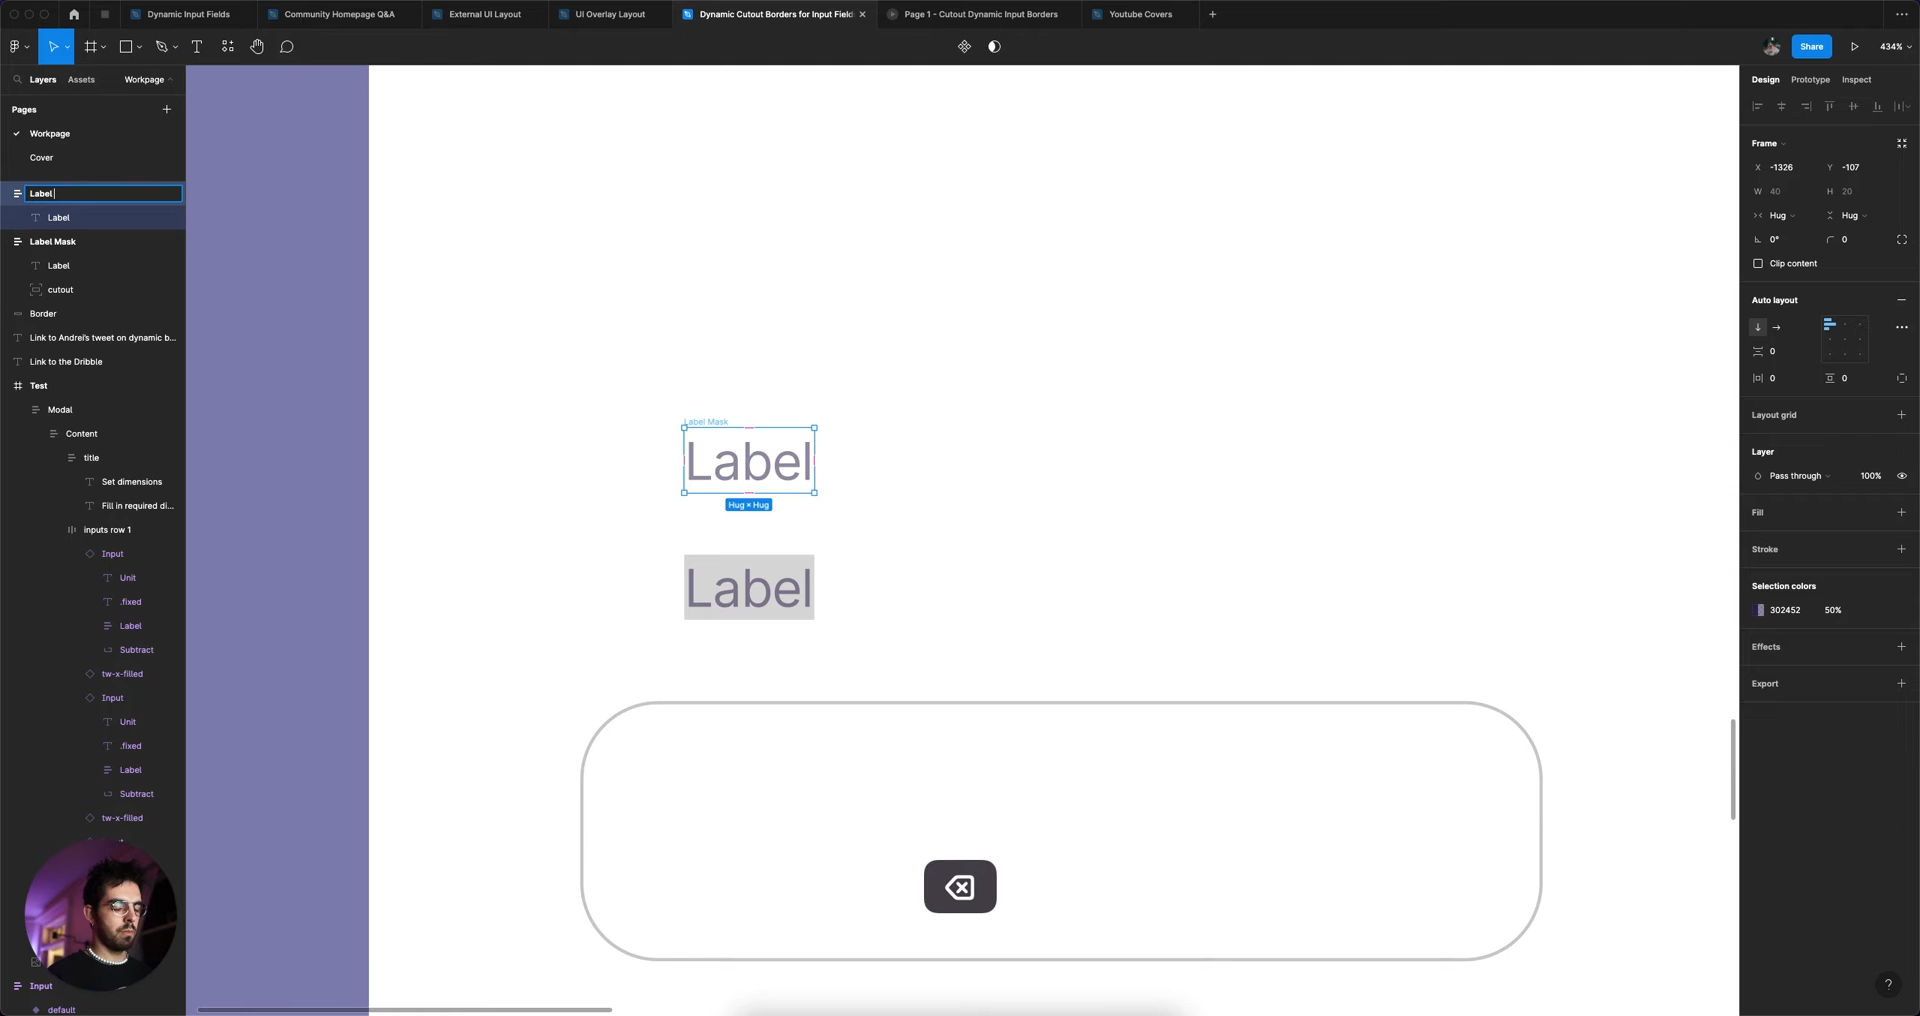 Dynamic Input Fields
Community Homepage Q&A
External UI Layout
UI Overlay Layout
Dynamic Cutout Borders for Input Field
Page 1 - Cutout Dynamic Input Borders
Youtube Covers
Share
434%
Layers
Assets
Workpage
Pages
Workpage
Cover
Label
Label
Label Mask
Label
cutout
Border
Link to Andrei's tweet on dynamic b...
Link to the Dribble
Test
Modal
Content
title
Set dimensions
Fill in required di...
inputs row 1
Input
Unit
.fixed
Label
Subtract
tw-x-filled
Input
Unit
.fixed
Label
Subtract
tw-x-filled
Input
default
Label Mask
Label
Hug × Hug
Label
Design
Prototype
Inspect
Frame
X -1326
Y -107
W 40
H 20
Hug
Hug
0°
0
Clip content
Auto layout
0
0
0
Layout grid
Layer
Pass through
100%
Fill
Stroke
Selection colors
302452
50%
Effects
Export
?